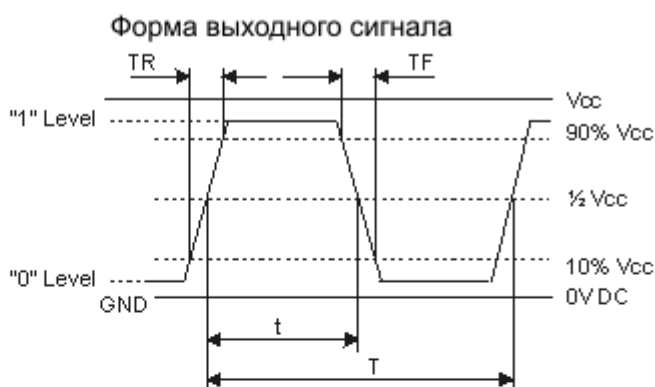 Форма выходного сигнала
TR
TF
Vcc
"1" Level
90% Vcc
½ Vcc
10% Vcc
"0" Level
GND
0V DC
t
T